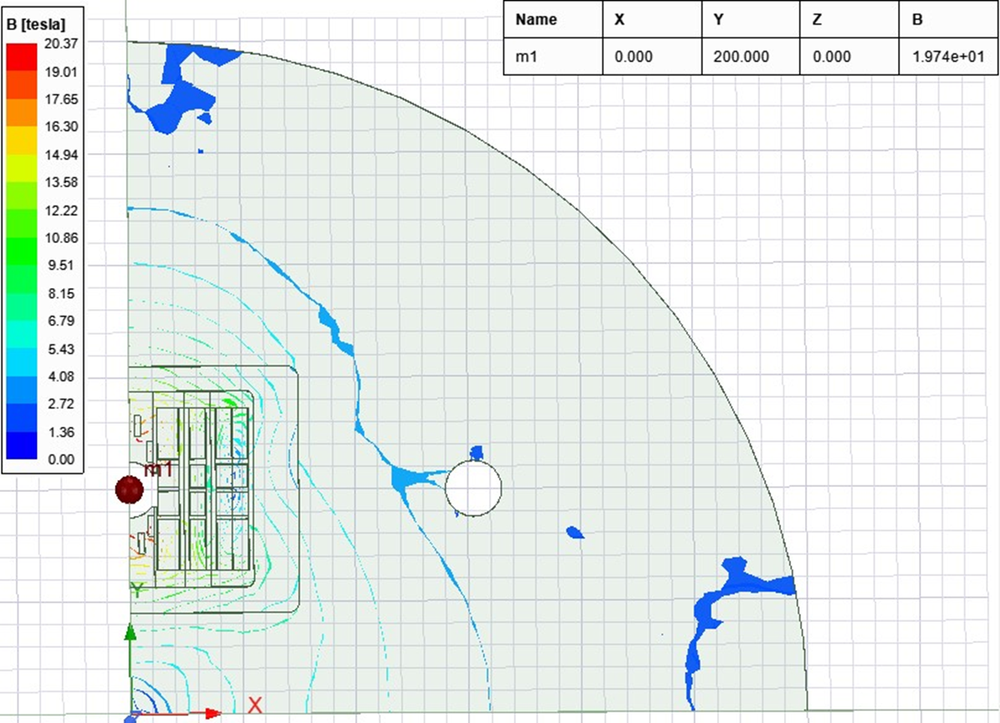 B [tesla]
20.37
19.01
17.65
16.30
14.94
13.58
12.22
10.86
9.51
8.15
6.79
5.43
4.08
2.72
1.36
0.00
Name X Y Z B
m1 0.000 200.000 0.000 1.974e+01
m1
Y
X